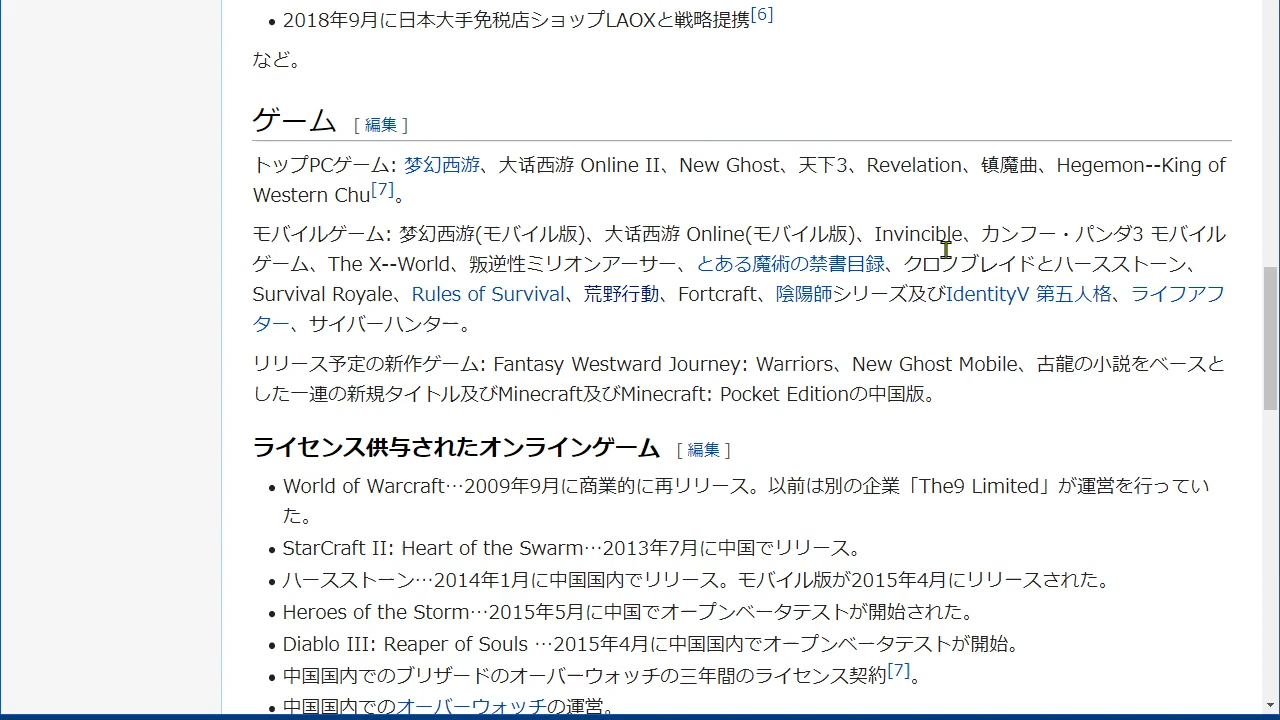 • 2018年9月に日本大手免税店ショップLAOXと戦略提携[6]
など。
ゲーム [ 編集 ]
トップPCゲーム: 梦幻西游、大话西游 Online II、New Ghost、天下3、Revelation、镇魔曲、Hegemon--King of
Western Chu[7]。
モバイルゲーム: 梦幻西游(モバイル版)、大话西游 Online(モバイル版)、Invincible、カンフー・パンダ3 モバイル
ゲーム、The X--World、叛逆性ミリオンアーサー、とある魔術の禁書目録、クロノブレイドとハースストーン、
Survival Royale、Rules of Survival、荒野行動、Fortcraft、陰陽師シリーズ及びIdentityV 第五人格、ライフアフ
ター、サイバーハンター。
リリース予定の新作ゲーム: Fantasy Westward Journey: Warriors、New Ghost Mobile、古龍の小説をベースと
した一連の新規タイトル及びMinecraft及びMinecraft: Pocket Editionの中国版。
ライセンス供与されたオンラインゲーム [ 編集 ]
• World of Warcraft…2009年9月に商業的に再リリース。以前は別の企業「The9 Limited」が運営を行ってい
た。
• StarCraft II: Heart of the Swarm…2013年7月に中国でリリース。
• ハースストーン…2014年1月に中国国内でリリース。モバイル版が2015年4月にリリースされた。
• Heroes of the Storm…2015年5月に中国でオープンベータテストが開始された。
• Diablo III: Reaper of Souls …2015年4月に中国国内でオープンベータテストが開始。
• 中国国内でのブリザードのオーバーウォッチの三年間のライセンス契約[7]。
• 中国国内でのオーバーウォッチの運営。